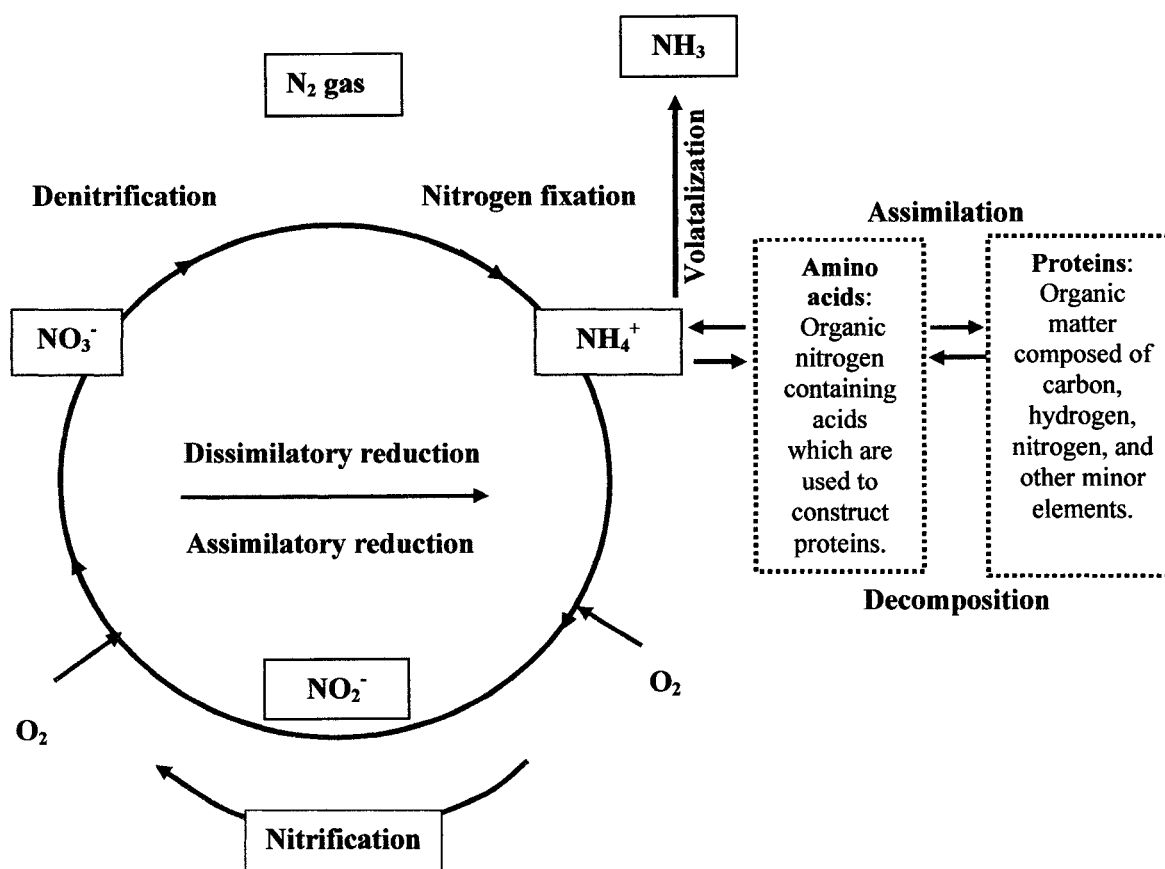 NH₃
N₂ gas
Denitrification
Nitrogen fixation
Volatalization
Assimilation
NO₃⁻
NH₄⁺
Amino
acids:
Organic
nitrogen
containing
acids
which are
used to
construct
proteins.
Proteins:
Organic
matter
composed of
carbon,
hydrogen,
nitrogen, and
other minor
elements.
Dissimilatory reduction
Assimilatory reduction
Decomposition
NO₂⁻
O₂
O₂
Nitrification